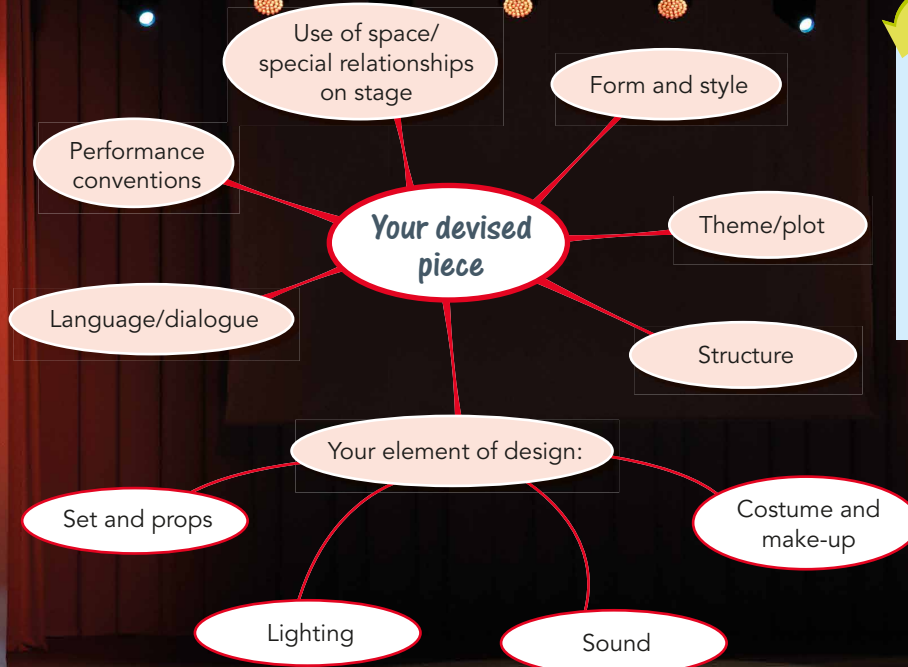 Use of space/
special relationships
on stage
Form and style
Performance
conventions
Your devised
piece
Theme/plot
Language/dialogue
Structure
Your element of design:
Set and props
Costume and
make-up
Lighting
Sound